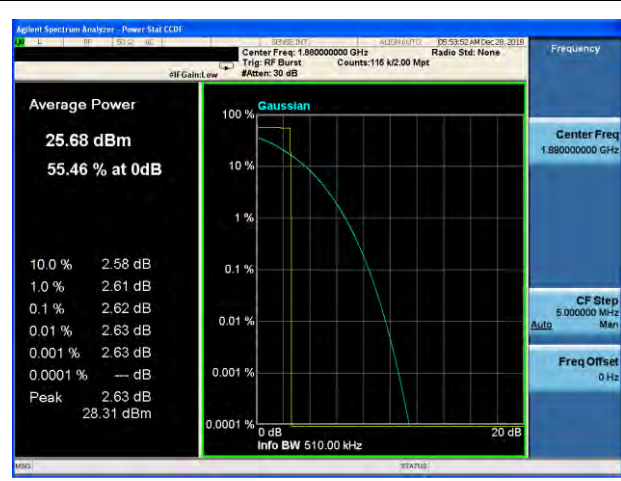 Agilent Spectrum Analyzer - Power Stat CCDF
L RF 50 Ω AC SENSE:INT ALIGN AUTO 05:53:52 AM Dec 28, 2016
Center Freq: 1.880000000 GHz Radio Std: None
Trig: RF Burst Counts:116 k/2.00 Mpt
#IFGain:Low #Atten: 30 dB
Frequency
Average Power
25.68 dBm
55.46 % at 0dB
10.0 % 2.58 dB
1.0 % 2.61 dB
0.1 % 2.62 dB
0.01 % 2.63 dB
0.001 % 2.63 dB
0.0001 % --- dB
Peak 2.63 dB
28.31 dBm
Gaussian
100 %
10 %
1 %
0.1 %
0.01 %
0.001 %
0.0001 %
0 dB 20 dB
Info BW 510.00 kHz
Center Freq
1.880000000 GHz
CF Step
5.000000 MHz
Auto Man
Freq Offset
0 Hz
MSG STATUS